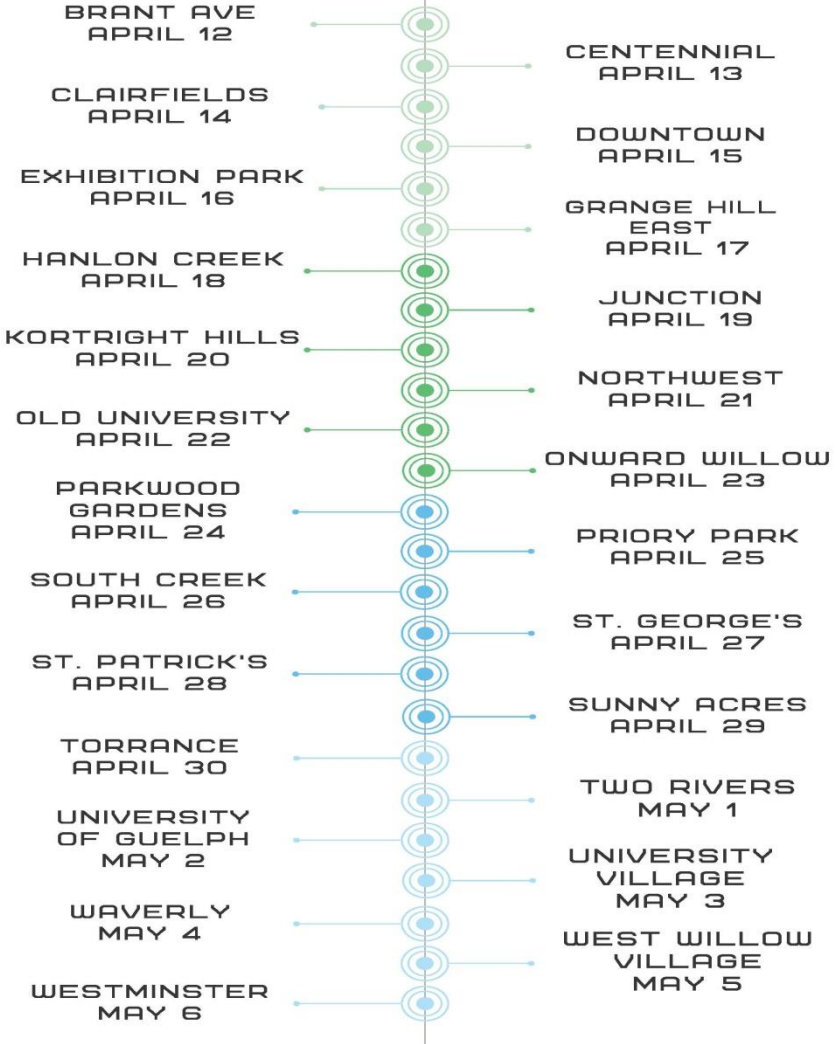 BRANT AVE
APRIL 12
CENTENNIAL
APRIL 13
CLAIRFIELDS
APRIL 14
DOWNTOWN
APRIL 15
EXHIBITION PARK
APRIL 16
GRANGE HILL
EAST
APRIL 17
HANLON CREEK
APRIL 18
JUNCTION
APRIL 19
KORTRIGHT HILLS
APRIL 20
NORTHWEST
APRIL 21
OLD UNIVERSITY
APRIL 22
ONWARD WILLOW
APRIL 23
PARKWOOD
GARDENS
APRIL 24
PRIORY PARK
APRIL 25
SOUTH CREEK
APRIL 26
ST. GEORGE'S
APRIL 27
ST. PATRICK'S
APRIL 28
SUNNY ACRES
APRIL 29
TORRANCE
APRIL 30
TWO RIVERS
MAY 1
UNIVERSITY
OF GUELPH
MAY 2
UNIVERSITY
VILLAGE
MAY 3
WAVERLY
MAY 4
WEST WILLOW
VILLAGE
MAY 5
WESTMINSTER
MAY 6